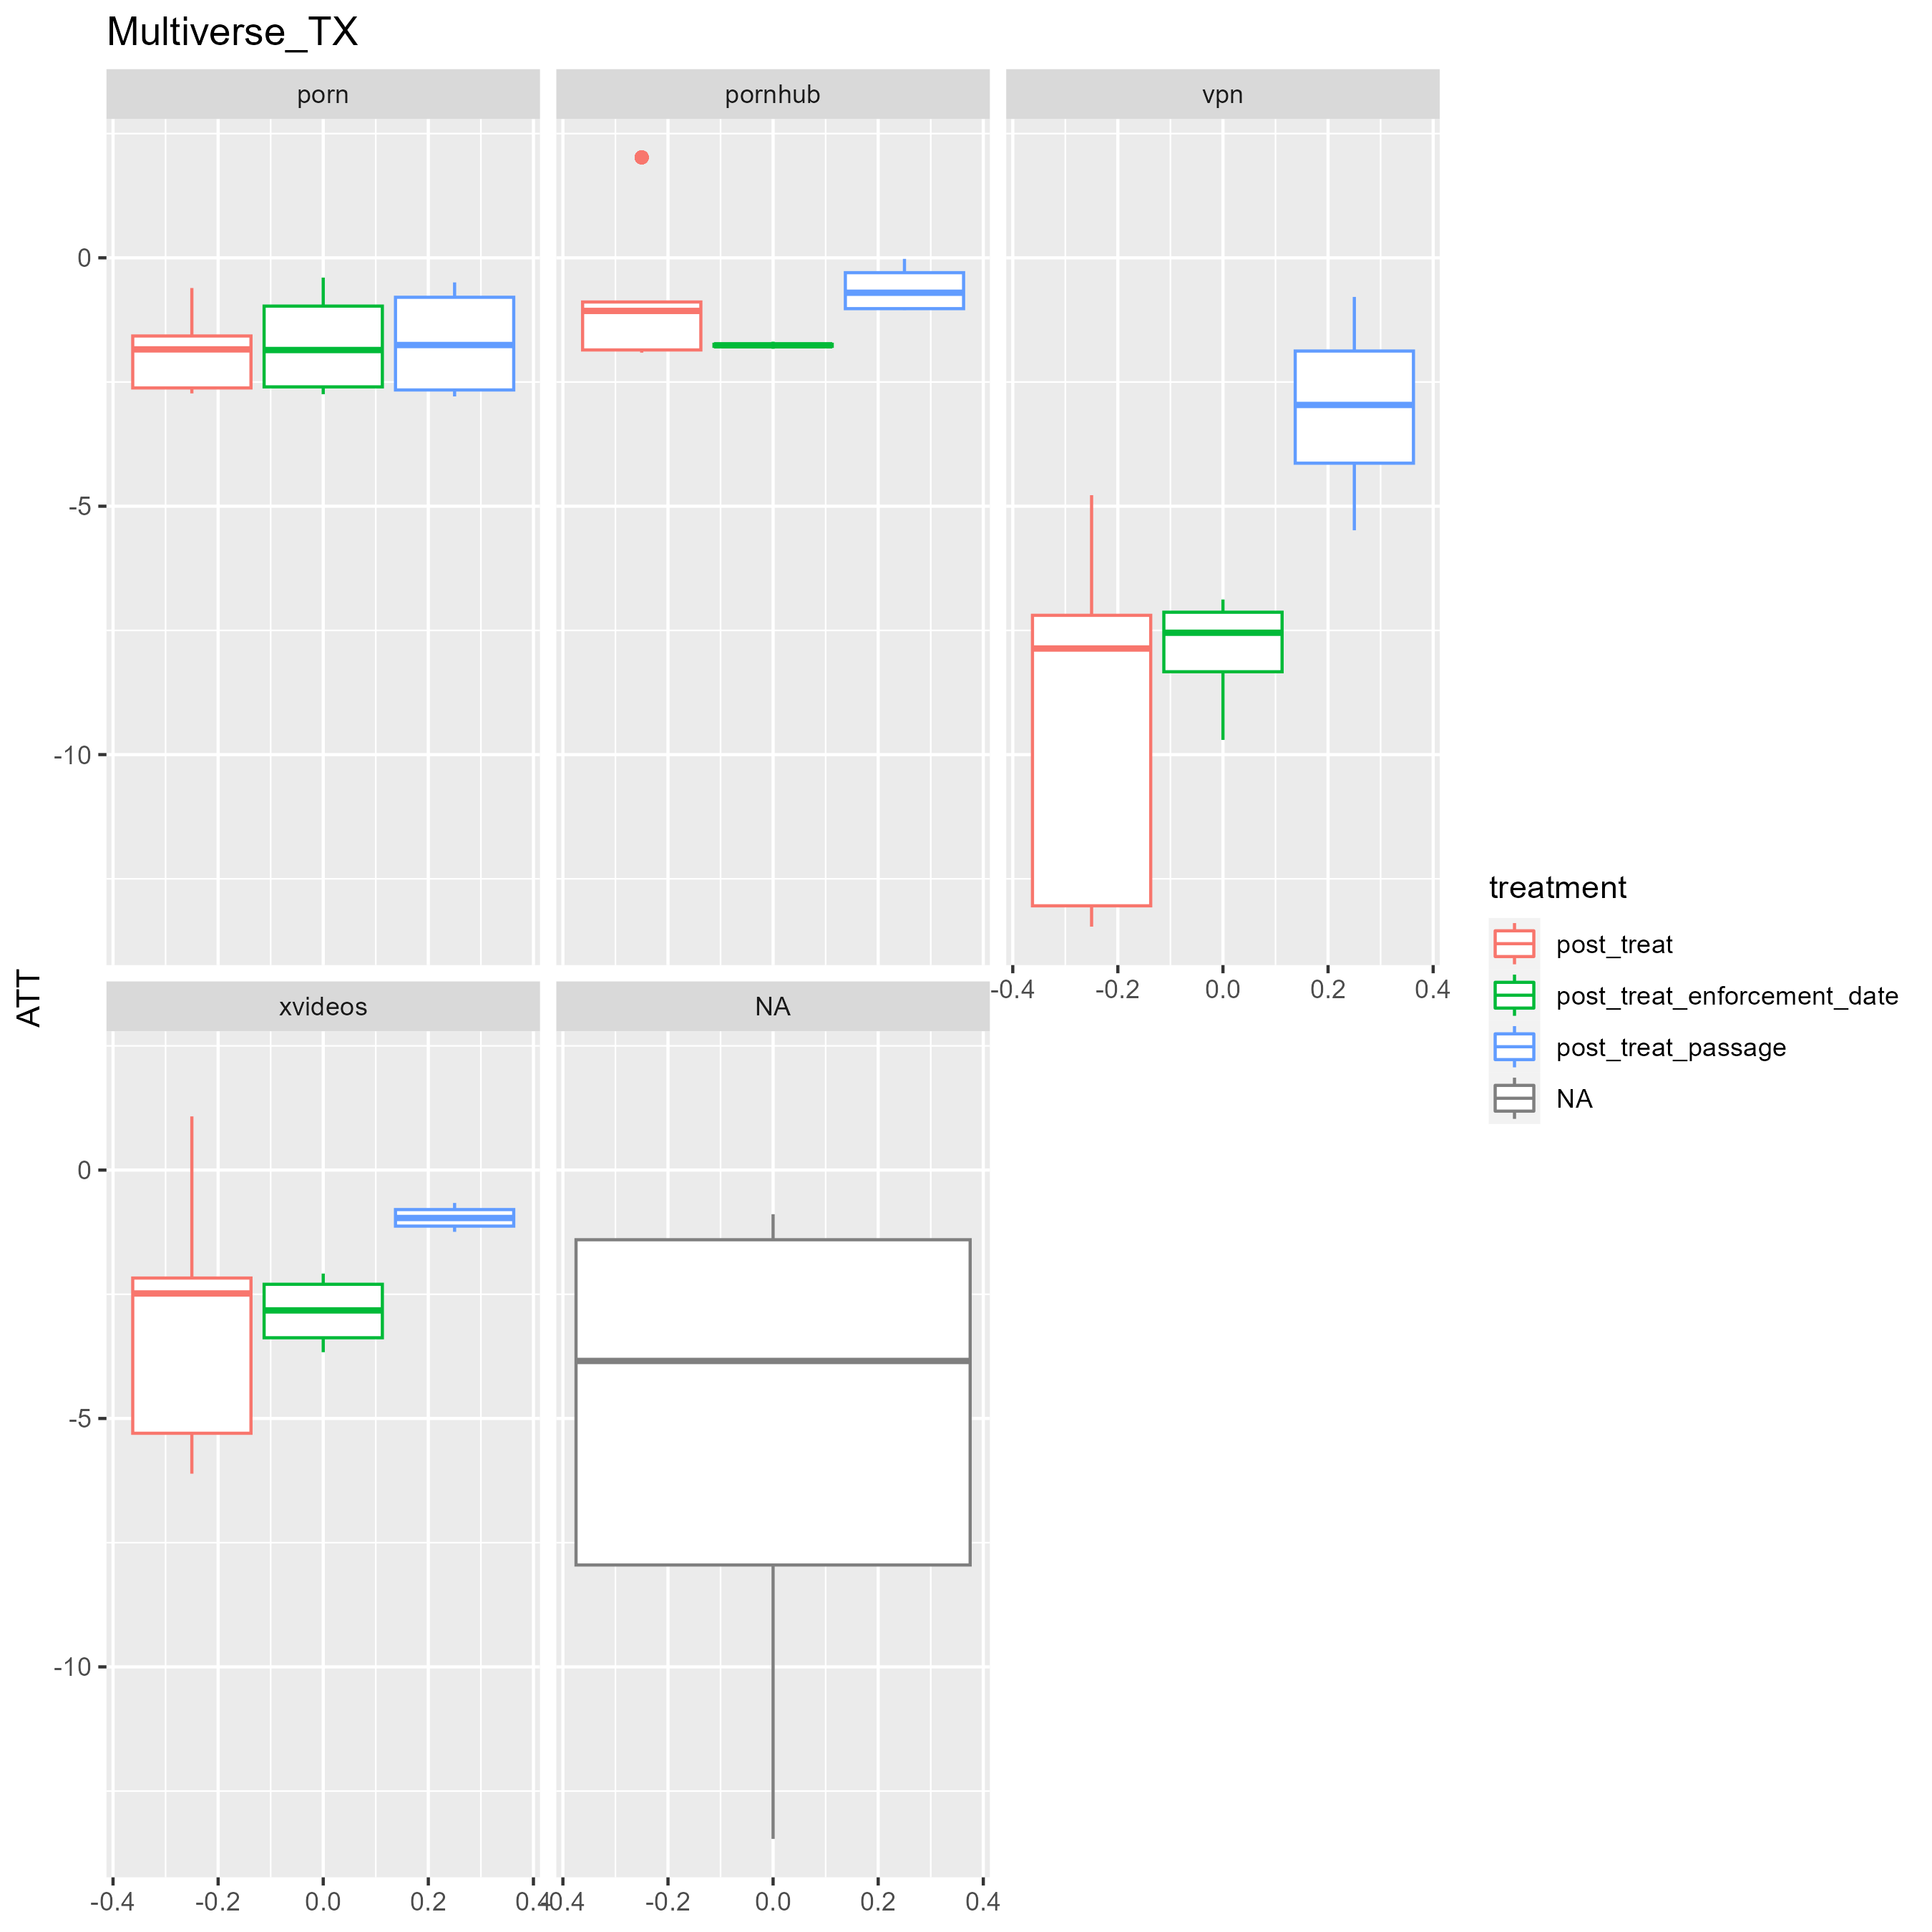 Multiverse_TX
porn
pornhub
vpn
0
-5
-10
-0.4
-0.2
0.0
0.2
0.4
xvideos
NA
ATT
0
-5
-10
-0.4
-0.2
0.0
0.2
0.4
-0.4
-0.2
0.0
0.2
0.4
treatment
post_treat
post_treat_enforcement_date
post_treat_passage
NA